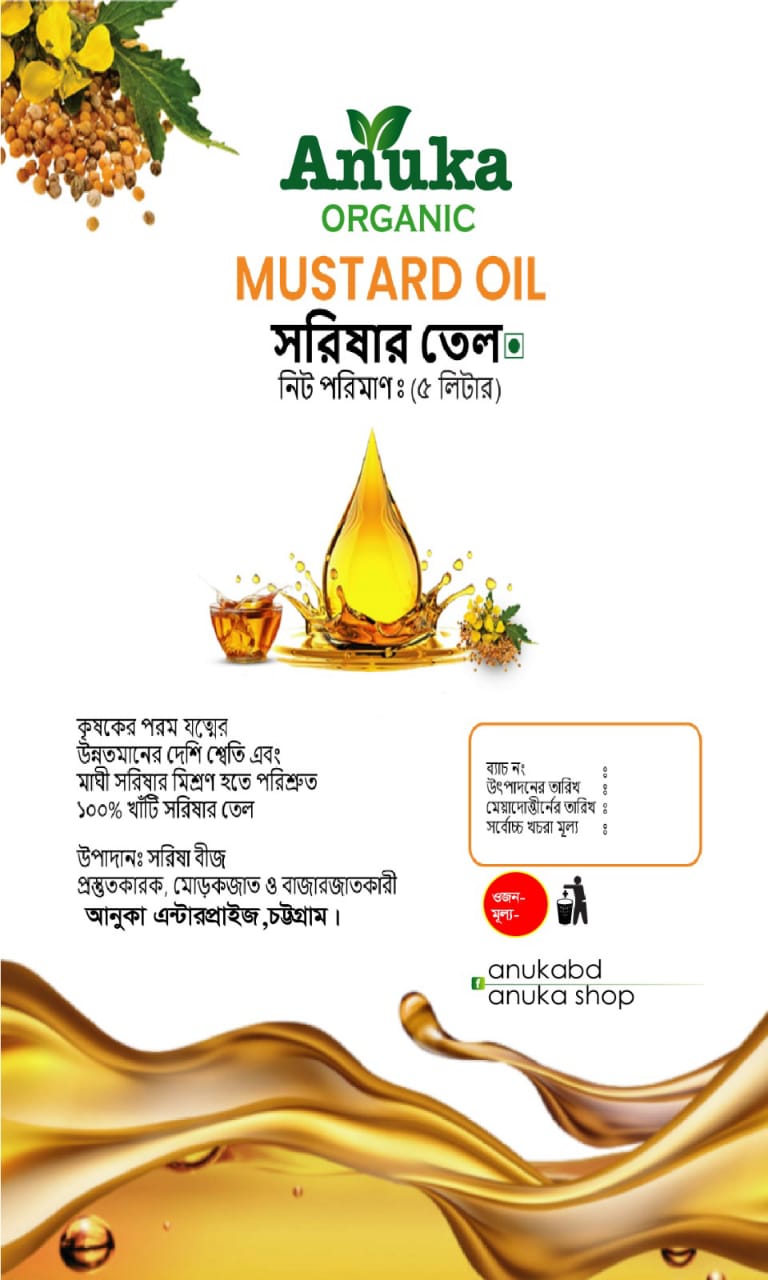 Anuka
ORGANIC
MUSTARD OIL
সরিষার তেল
নিট পরিমাণঃ (৫ লিটার)
কৃষকের পরম যত্নের
উন্নতমানের দেশি শ্বেতি এবং
মাঘী সরিষার মিশ্রণ হতে পরিশ্রুত
১০০% খাঁটি সরিষার তেল
উপাদানঃ সরিষা বীজ
প্রস্তুতকারক, মোড়কজাত ও বাজারজাতকারী
আনুকা এন্টারপ্রাইজ,চট্টগ্রাম।
ব্যাচ নং :
উৎপাদনের তারিখ :
মেয়াদোত্তীর্নের তারিখ :
সর্বোচ্চ খচরা মূল্য :
ওজন-
মূল্য-
f
anukabd
anuka shop